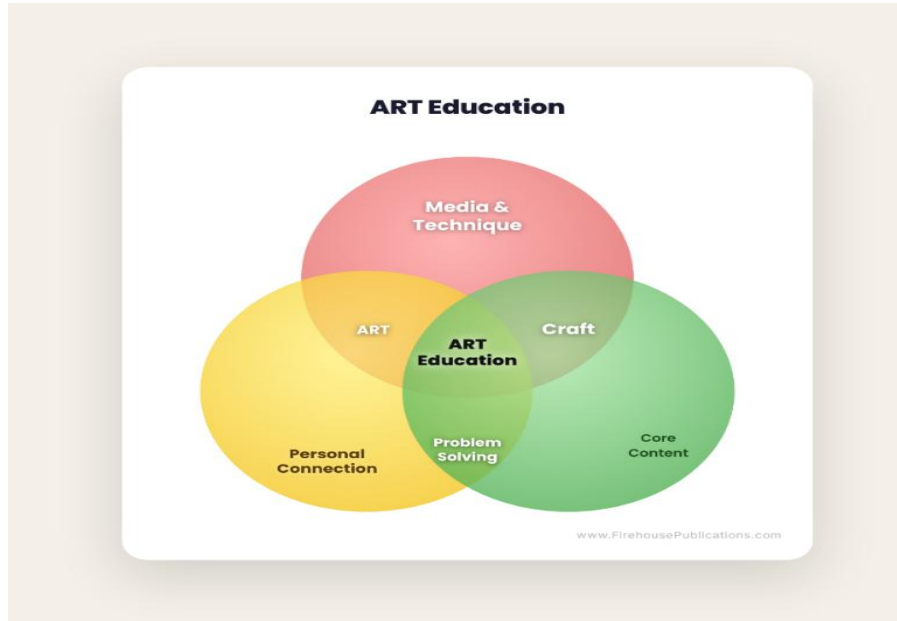 ART Education
Media &
Technique
ART
Craft
ART
Education
Problem
Solving
Personal
Connection
Core
Content
www.FirehousePublications.com